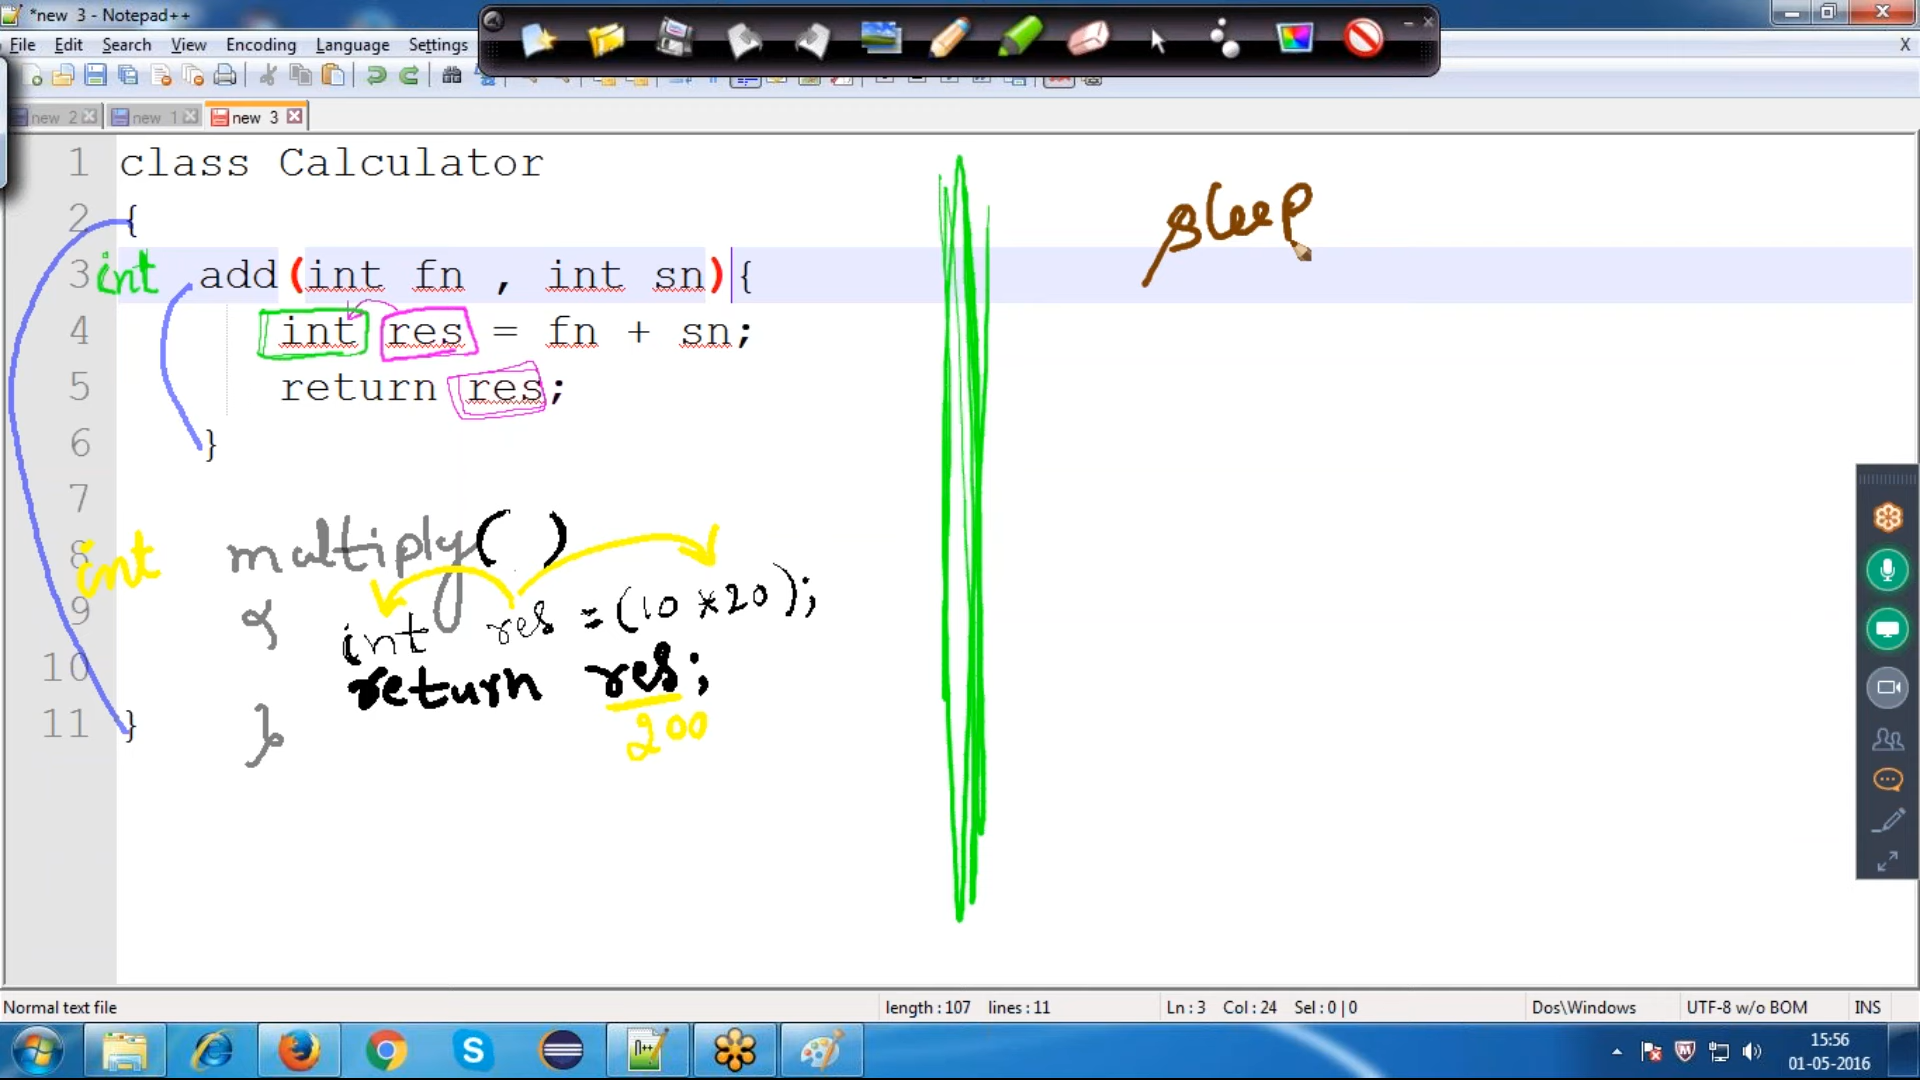 *new 3 - Notepad++
File Edit Search View Encoding Language Settings
X
new 2 new 1 new 3
1 class Calculator
2 {
3 int add(int fn , int sn){
4 int res = fn + sn;
5 return res;
6 }
7
8 int multiply( )
9 { int res = (10 * 20);
10 return res;
200
11 } }
sleep
Normal text file length : 107 lines : 11 Ln : 3 Col : 24 Sel : 0 | 0 Dos\Windows UTF-8 w/o BOM INS
15:56
01-05-2016